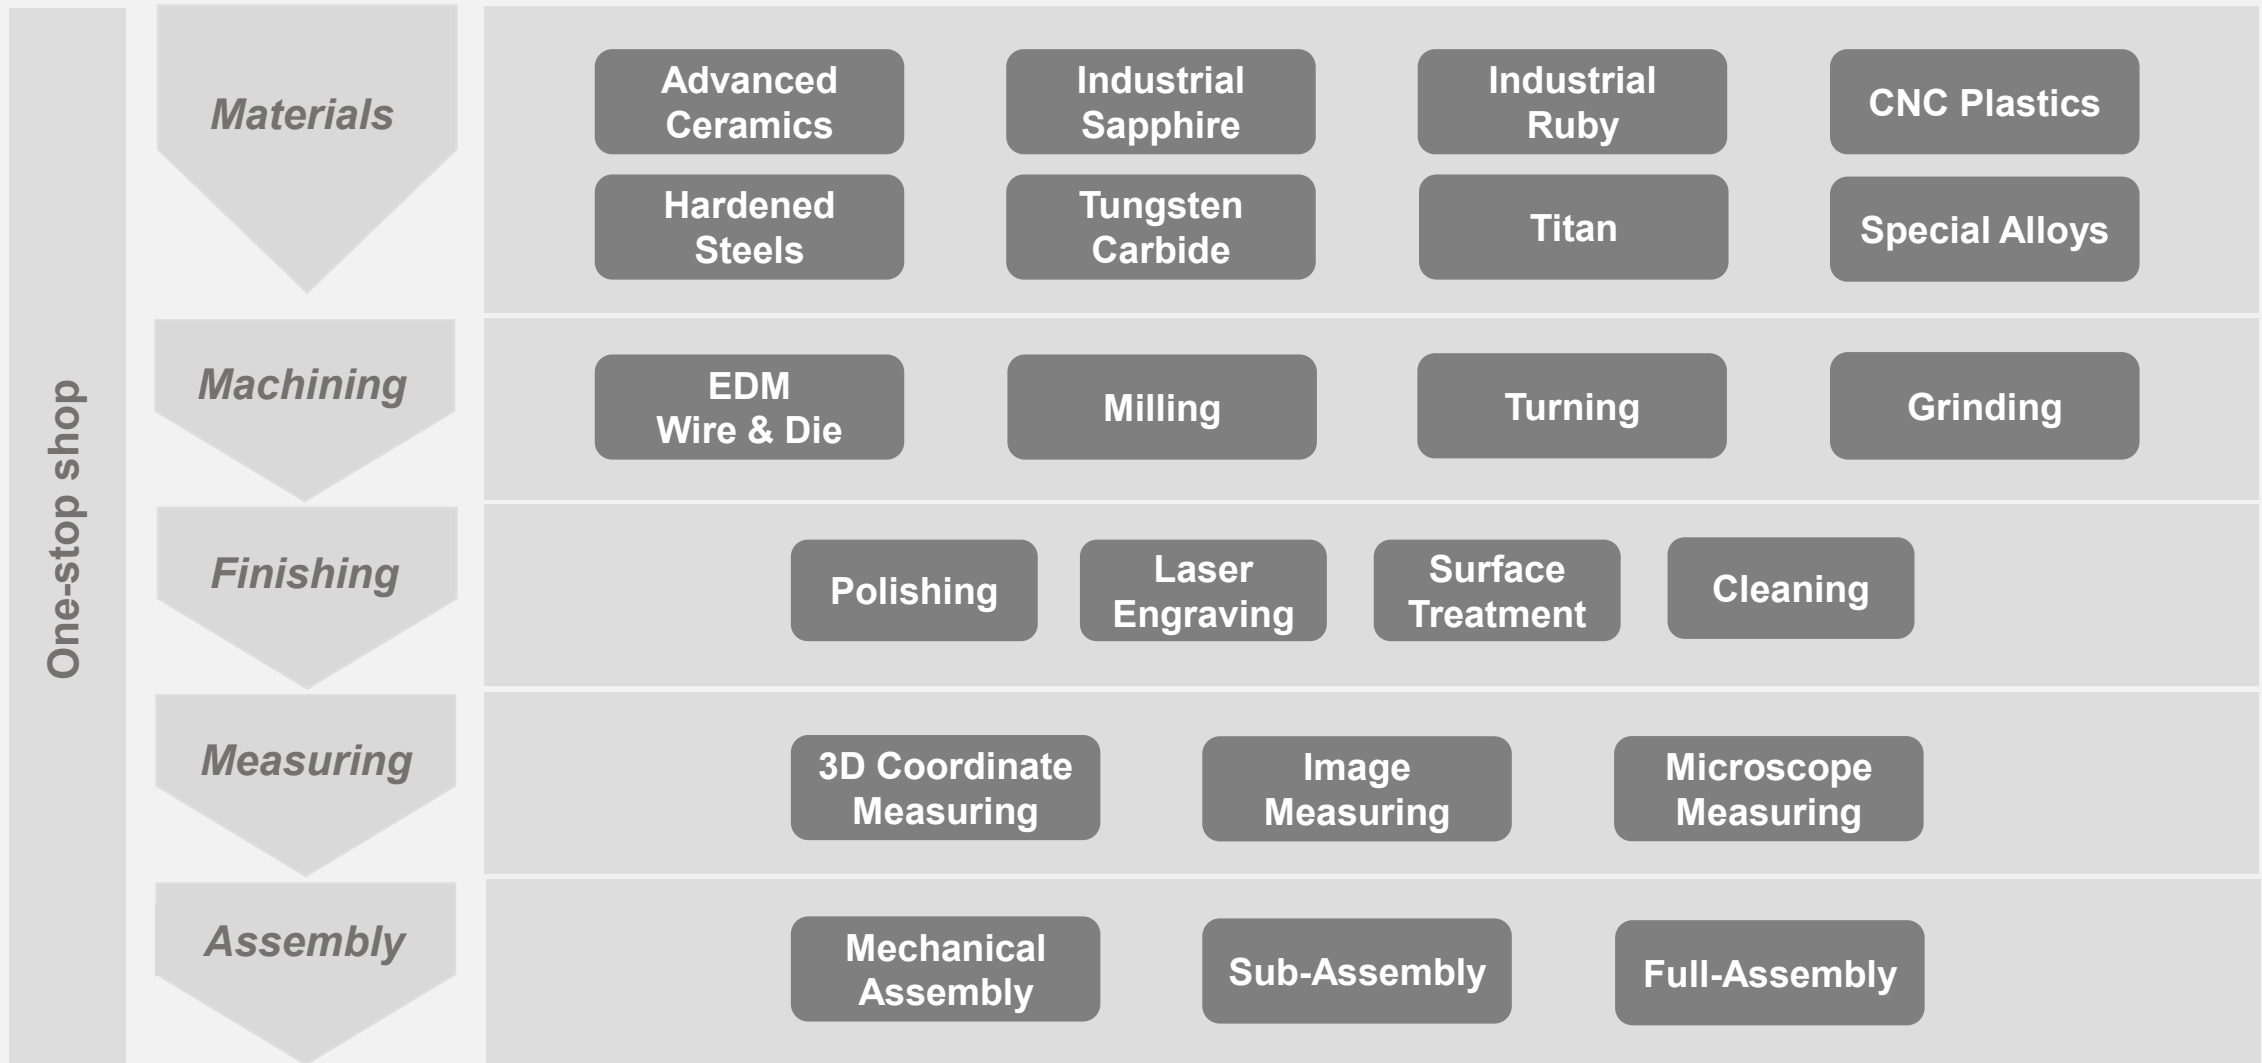 One-stop shop
Materials
Advanced
Ceramics
Industrial
Sapphire
Industrial
Ruby
CNC Plastics
Hardened
Steels
Tungsten
Carbide
Titan
Special Alloys
Machining
EDM
Wire & Die
Milling
Turning
Grinding
Finishing
Polishing
Laser
Engraving
Surface
Treatment
Cleaning
Measuring
3D Coordinate
Measuring
Image
Measuring
Microscope
Measuring
Assembly
Mechanical
Assembly
Sub-Assembly
Full-Assembly